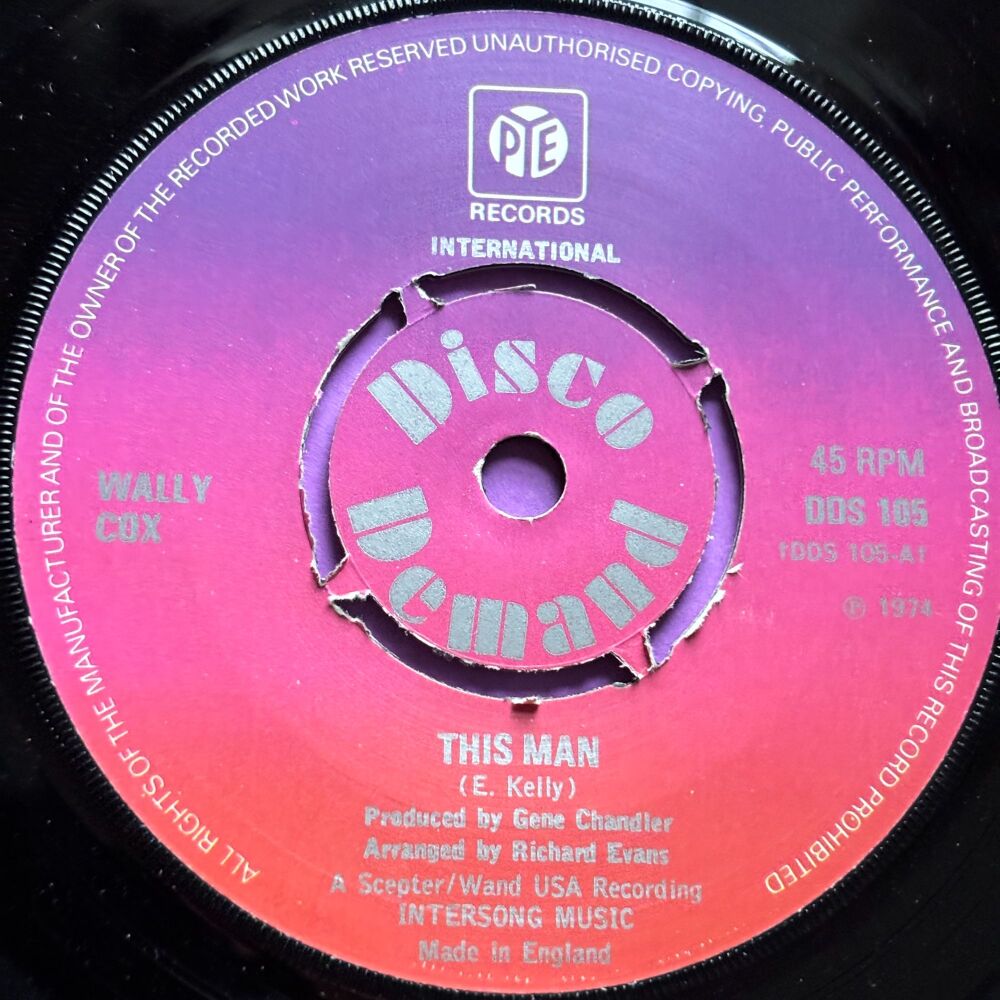 ALL RIGHTS OF THE MANUFACTURER AND OF THE OWNER OF THE RECORDED WORK RESERVED UNAUTHORISED COPYING, PUBLIC PERFORMANCE AND BROADCASTING OF THIS RECORD PROHIBITED
PYE
RECORDS
INTERNATIONAL
Disco
Demand
WALLY
COX
45 RPM
DDS 105
†DDS 105-A†
℗ 1974
THIS MAN
(E. Kelly)
Produced by Gene Chandler
Arranged by Richard Evans
A Scepter/Wand USA Recording
INTERSONG MUSIC
Made in England